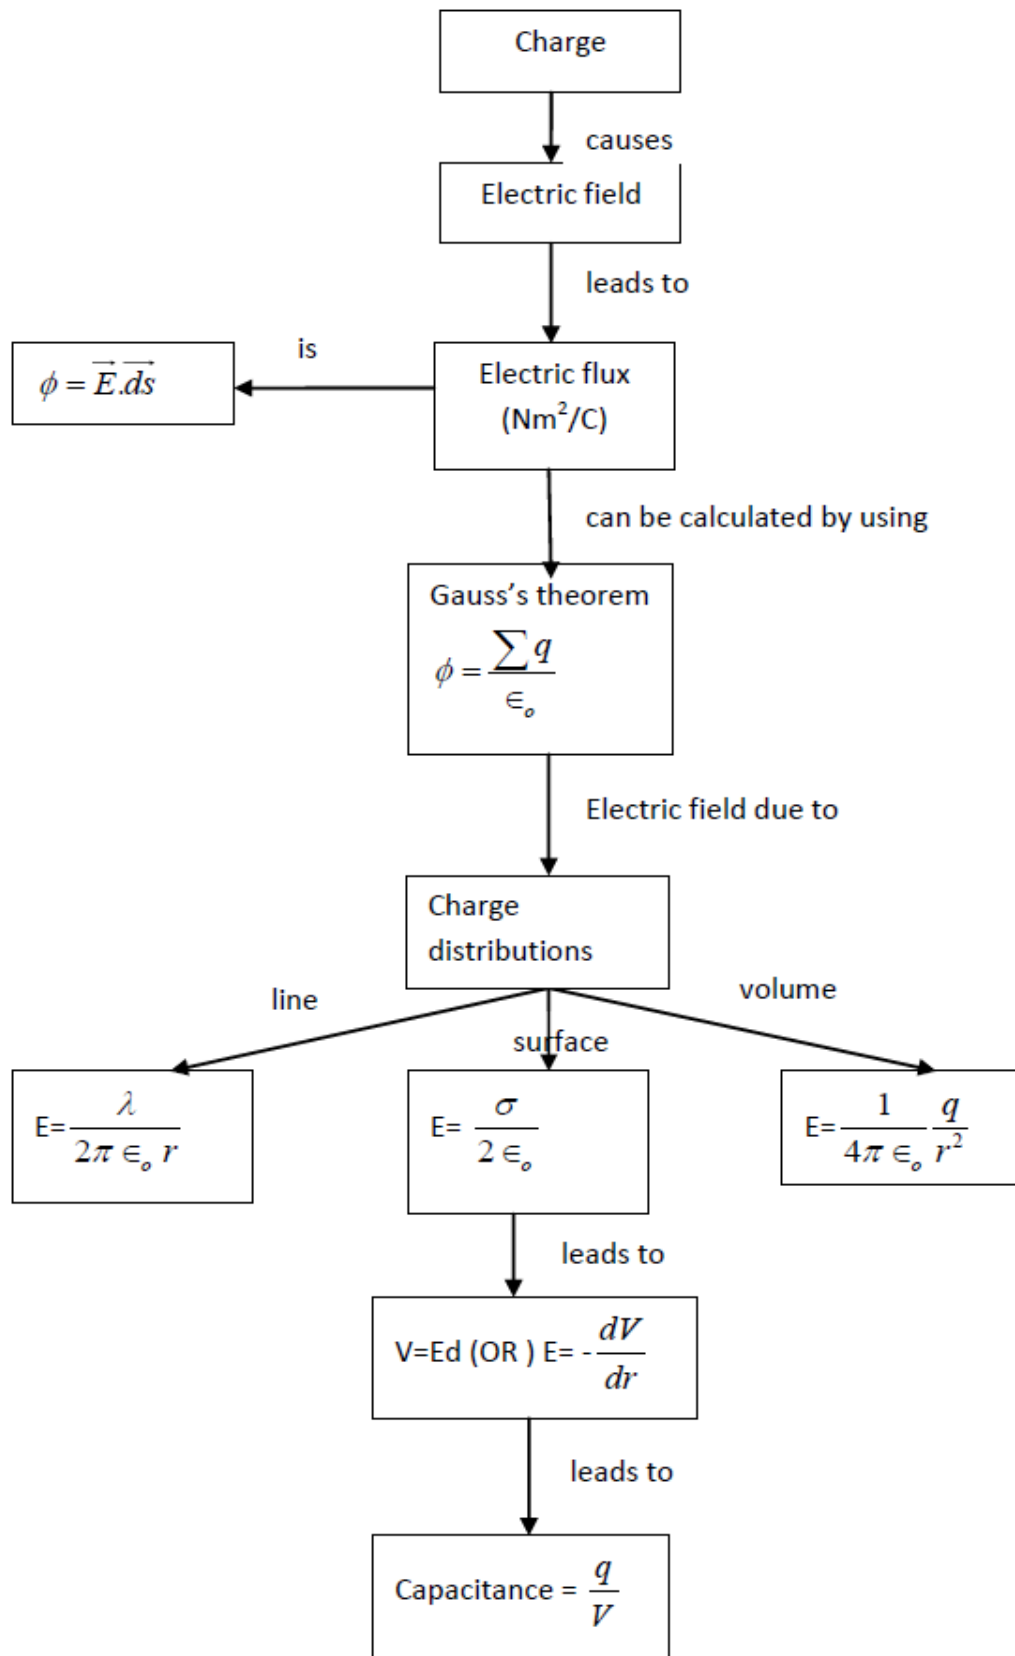 Charge
causes
Electric field
leads to
is
ϕ = E⃗.d⃗s⃗
Electric flux
(Nm²/C)
can be calculated by using
Gauss’s theorem
ϕ = ∑q / ∈ₒ
Electric field due to
Charge
distributions
line
surface
volume
E= λ / 2π ∈ₒ r
E= σ / 2 ∈ₒ
E= 1 / 4π ∈ₒ q / r²
leads to
V=Ed (OR ) E= - dV / dr
leads to
Capacitance = q / V